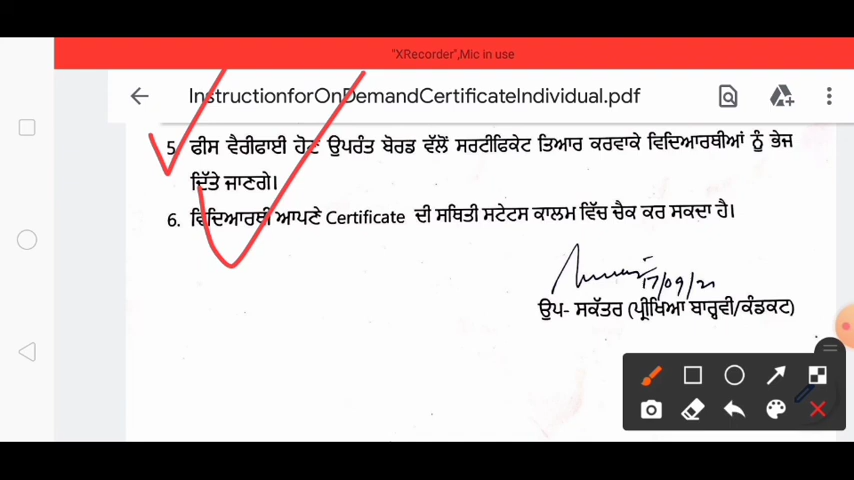 "XRecorder",Mic in use
InstructionforOnDemandCertificateIndividual.pdf
5. ਫੀਸ ਵੈਰੀਫਾਈ ਹੋਣ ਉਪਰੰਤ ਬੋਰਡ ਵੱਲੋਂ ਸਰਟੀਫਿਕੇਟ ਤਿਆਰ ਕਰਵਾਕੇ ਵਿਦਿਆਰਥੀਆਂ ਨੂੰ ਭੇਜ
ਦਿੱਤੇ ਜਾਣਗੇ।
6. ਵਿਦਿਆਰਥੀ ਆਪਣੇ Certificate ਦੀ ਸਥਿਤੀ ਸਟੇਟਸ ਕਾਲਮ ਵਿੱਚ ਚੈਕ ਕਰ ਸਕਦਾ ਹੈ।
17/09/21
ਉਪ- ਸਕੱਤਰ (ਪ੍ਰੀਖਿਆ ਬਾਰ੍ਹਵੀ/ਕੰਡਕਟ)